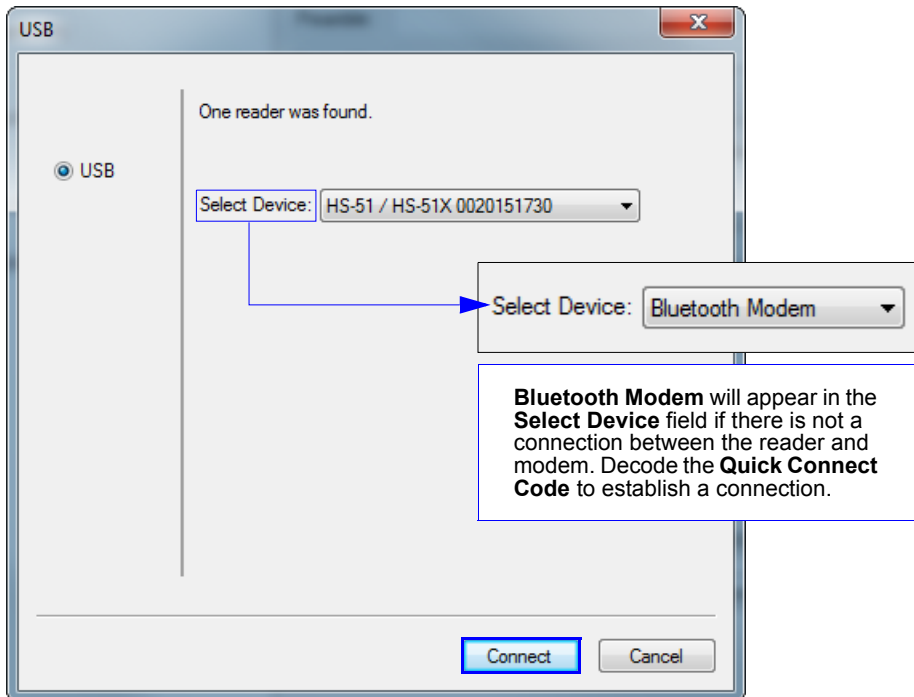 USB
One reader was found.
USB
Select Device: HS-51 / HS-51X 0020151730
Select Device: Bluetooth Modem
Bluetooth Modem will appear in the
Select Device field if there is not a
connection between the reader and
modem. Decode the Quick Connect
Code to establish a connection.
Connect Cancel